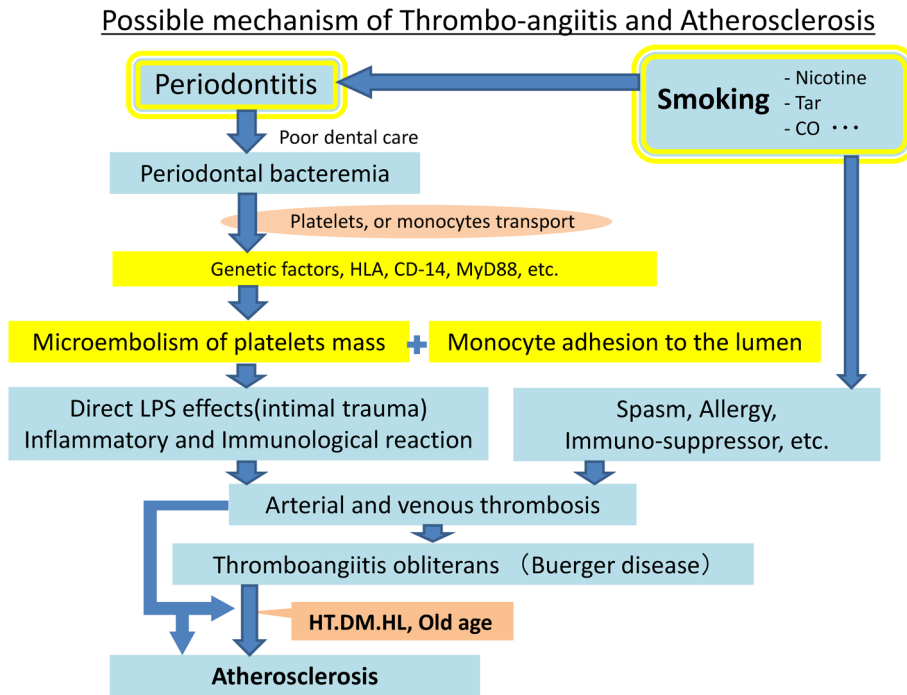 Possible mechanism of Thrombo-angiitis and Atherosclerosis
Periodontitis
Smoking
- Nicotine
- Tar
- CO ・・・
Poor dental care
Periodontal bacteremia
Platelets, or monocytes transport
Genetic factors, HLA, CD-14, MyD88, etc.
Microembolism of platelets mass + Monocyte adhesion to the lumen
Direct LPS effects(intimal trauma)
Inflammatory and Immunological reaction
Spasm, Allergy,
Immuno-suppressor, etc.
Arterial and venous thrombosis
Thromboangiitis obliterans （Buerger disease）
HT.DM.HL, Old age
Atherosclerosis